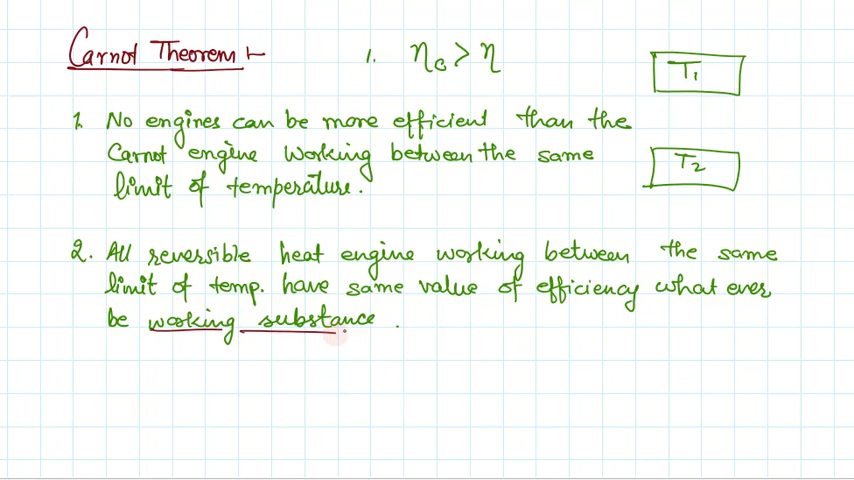 Carnot Theorem :-
1. η_c > η
T₁
1. No engines can be more efficient than the
Carnot engine working between the same
limit of temperature.
T₂
2. All reversible heat engine working between the same
limit of temp. have same value of efficiency what ever
be working substance.